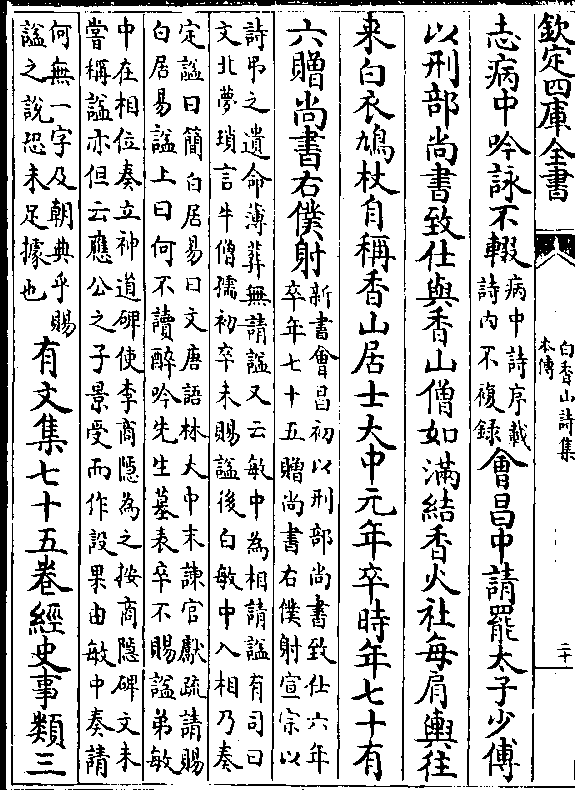 欽定四庫全書
白香山詩集
本傳
二十
志病中吟詠不輟病中詩序載
詩内不複録會昌中請罷太子少傅
以刑部尚書致仕與香山僧如滿結香火社每肩輿往
来白衣鳩杖自稱香山居士大中元年卒時年七十有
六贈尚書右僕射新書會昌初以刑部尚書致仕六年
卒年七十五贈尚書右僕射宣宗以
詩弔之遺命薄葬無請謚又云敏中為相請謚有司曰
文北夢瑣言牛僧孺初卒未賜謚後白敏中入相乃奏
定謚曰簡白居易曰文唐語林大中末諫官獻疏請賜
白居易謚上曰何不讀醉吟先生墓表卒不賜謚弟敏
中在相位奏立神道碑使李商隠為之按商隠碑文未
嘗稱謚亦但云應公之子景受而作設果由敏中奏請
何無一字及朝典乎賜
謚之說恐未足據也有文集七十五卷經史事類三